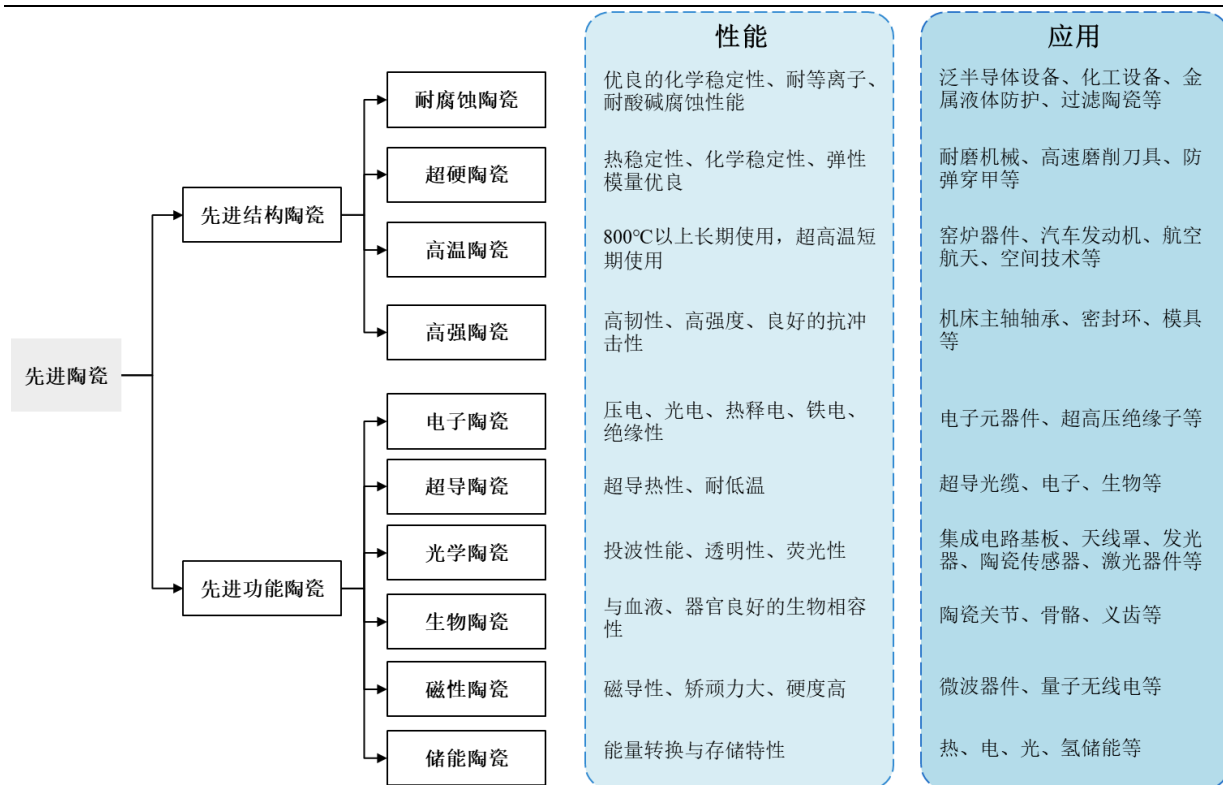 性能
应用
耐腐蚀陶瓷
优良的化学稳定性、耐等离子、
耐酸碱腐蚀性能
泛半导体设备、化工设备、金
属液体防护、过滤陶瓷等
超硬陶瓷
热稳定性、化学稳定性、弹性
模量优良
耐磨机械、高速磨削刀具、防
弹穿甲等
先进结构陶瓷
高温陶瓷
800℃以上长期使用，超高温短
期使用
窑炉器件、汽车发动机、航空
航天、空间技术等
高强陶瓷
高韧性、高强度、良好的抗冲
击性
机床主轴轴承、密封环、模具
等
先进陶瓷
电子陶瓷
压电、光电、热释电、铁电、
绝缘性
电子元器件、超高压绝缘子等
超导陶瓷
超导热性、耐低温
超导光缆、电子、生物等
光学陶瓷
投波性能、透明性、荧光性
集成电路基板、天线罩、发光
器、陶瓷传感器、激光器件等
先进功能陶瓷
生物陶瓷
与血液、器官良好的生物相容
性
陶瓷关节、骨骼、义齿等
磁性陶瓷
磁导性、矫顽力大、硬度高
微波器件、量子无线电等
储能陶瓷
能量转换与存储特性
热、电、光、氢储能等